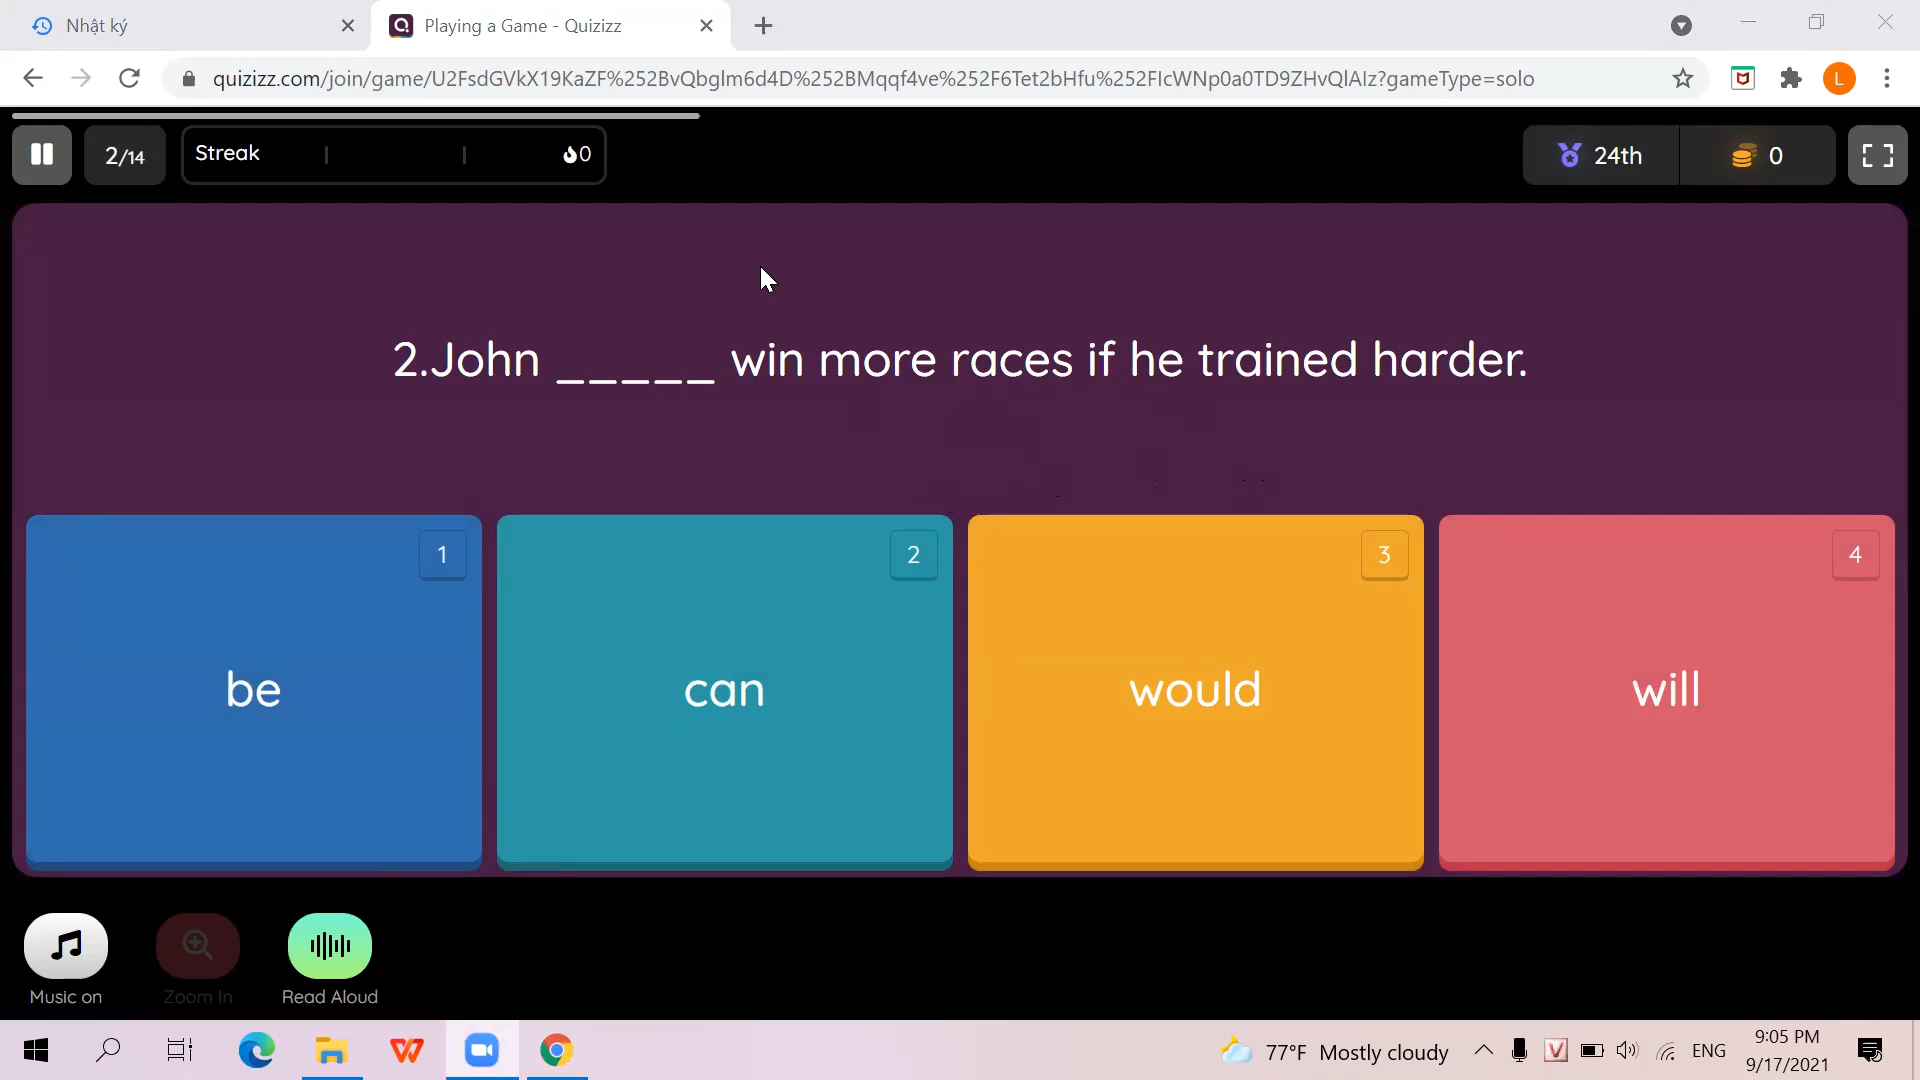 Nhật ký
Playing a Game - Quizizz
quizizz.com/join/game/U2FsdGVkX19KaZF%252BvQbglm6d4D%252BMqqf4ve%252F6Tet2bHfu%252FIcWNp0a0TD9ZHvQlAIz?gameType=solo
L
2/14
Streak
0
24th
0
2.John _____ win more races if he trained harder.
1
2
3
4
be
can
would
will
Music on
Zoom In
Read Aloud
77°F Mostly cloudy
ENG
9:05 PM
9/17/2021